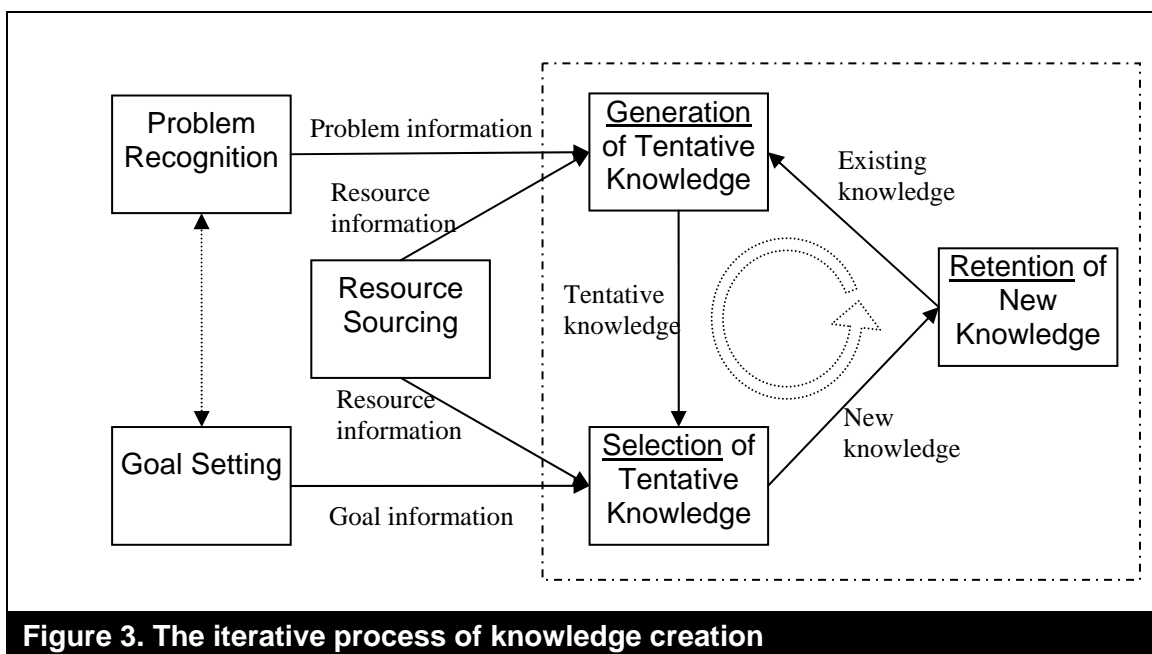 Problem
Recognition
Problem information
Generation
of Tentative
Knowledge
Existing
knowledge
Resource
information
Resource
Sourcing
Tentative
knowledge
Retention of
New
Knowledge
Resource
information
New
knowledge
Goal Setting
Selection of
Tentative
Knowledge
Goal information
Figure 3. The iterative process of knowledge creation